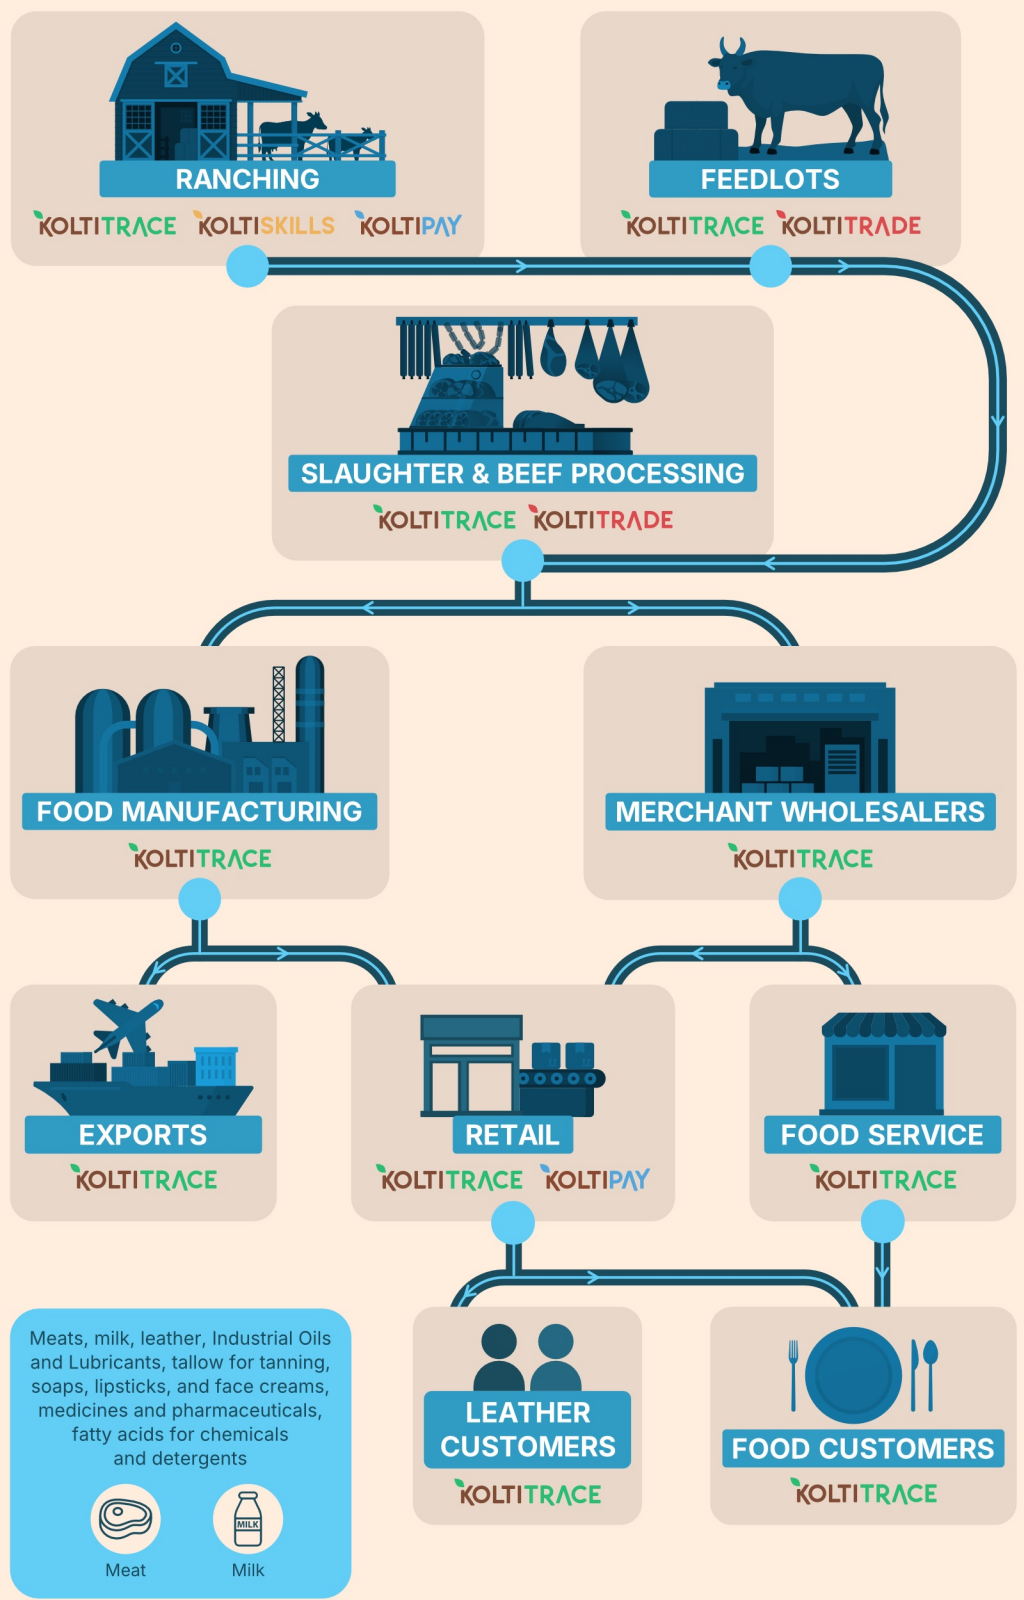 RANCHING
KOLTITRACE KOLTISKILLS KOLTIPAY
FEEDLOTS
KOLTITRACE KOLTITRADE
SLAUGHTER & BEEF PROCESSING
KOLTITRACE KOLTITRADE
FOOD MANUFACTURING
KOLTITRACE
MERCHANT WHOLESALERS
KOLTITRACE
EXPORTS
KOLTITRACE
RETAIL
KOLTITRACE KOLTIPAY
FOOD SERVICE
KOLTITRACE
LEATHER
CUSTOMERS
KOLTITRACE
FOOD CUSTOMERS
KOLTITRACE
Meats, milk, leather, Industrial Oils
and Lubricants, tallow for tanning,
soaps, lipsticks, and face creams,
medicines and pharmaceuticals,
fatty acids for chemicals
and detergents
MILK
Meat
Milk